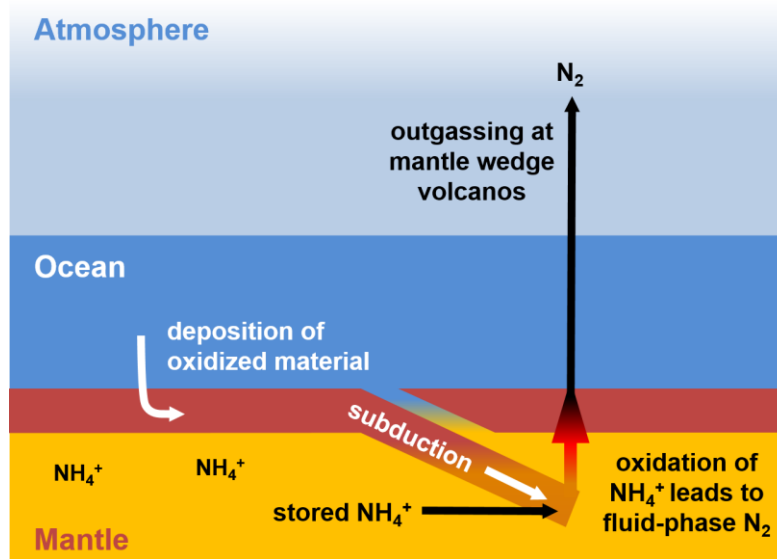 Atmosphere
N₂
outgassing at
mantle wedge
volcanos
Ocean
deposition of
oxidized material
subduction
NH₄⁺
NH₄⁺
stored NH₄⁺
oxidation of
NH₄⁺ leads to
fluid-phase N₂
Mantle